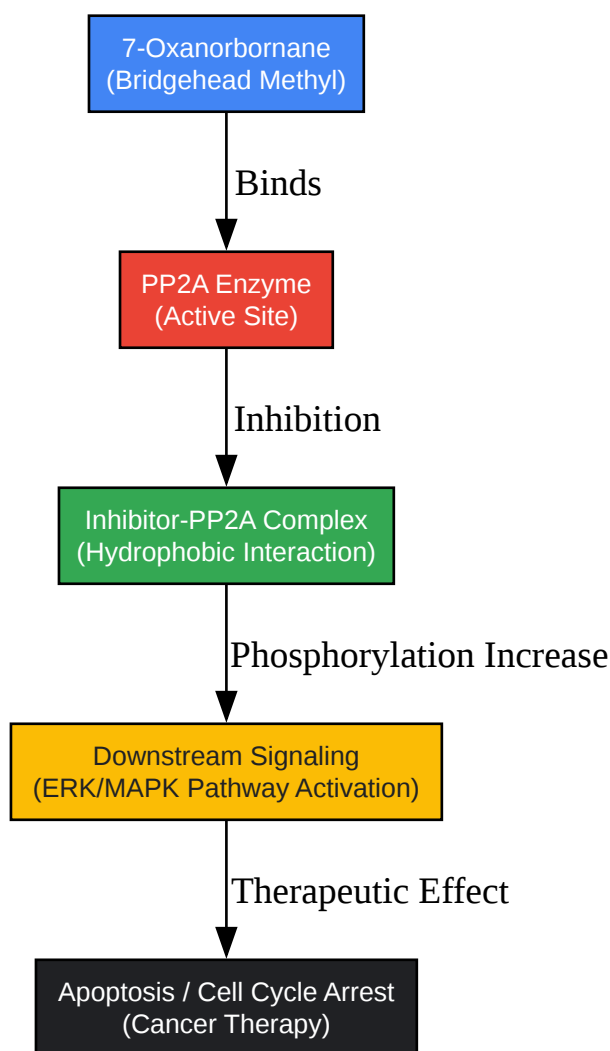 7-Oxanorbornane
(Bridgehead Methyl)
Binds
PP2A Enzyme
(Active Site)
Inhibition
Inhibitor-PP2A Complex
(Hydrophobic Interaction)
Phosphorylation Increase
Downstream Signaling
(ERK/MAPK Pathway Activation)
Therapeutic Effect
Apoptosis / Cell Cycle Arrest
(Cancer Therapy)